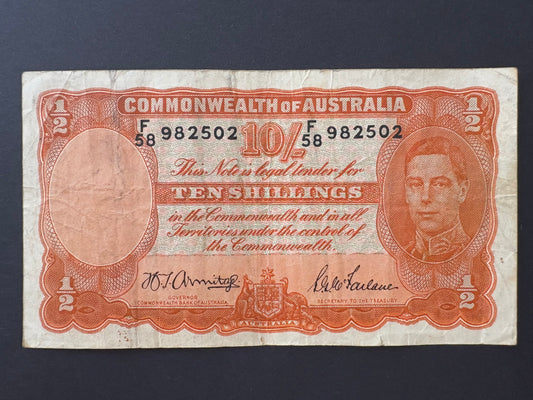 COMMONWEALTH OF AUSTRALIA
1/2
1/2
F/58 982502
10/-
F/58 982502
This Note is legal tender for
TEN SHILLINGS
in the Commonwealth and in all
Territories under the control of
the Commonwealth.
H.T. Armitage
GOVERNOR
COMMONWEALTH BANK OF AUSTRALIA
S.G. McFarlane
SECRETARY TO THE TREASURY
1/2
1/2
AUSTRALIA